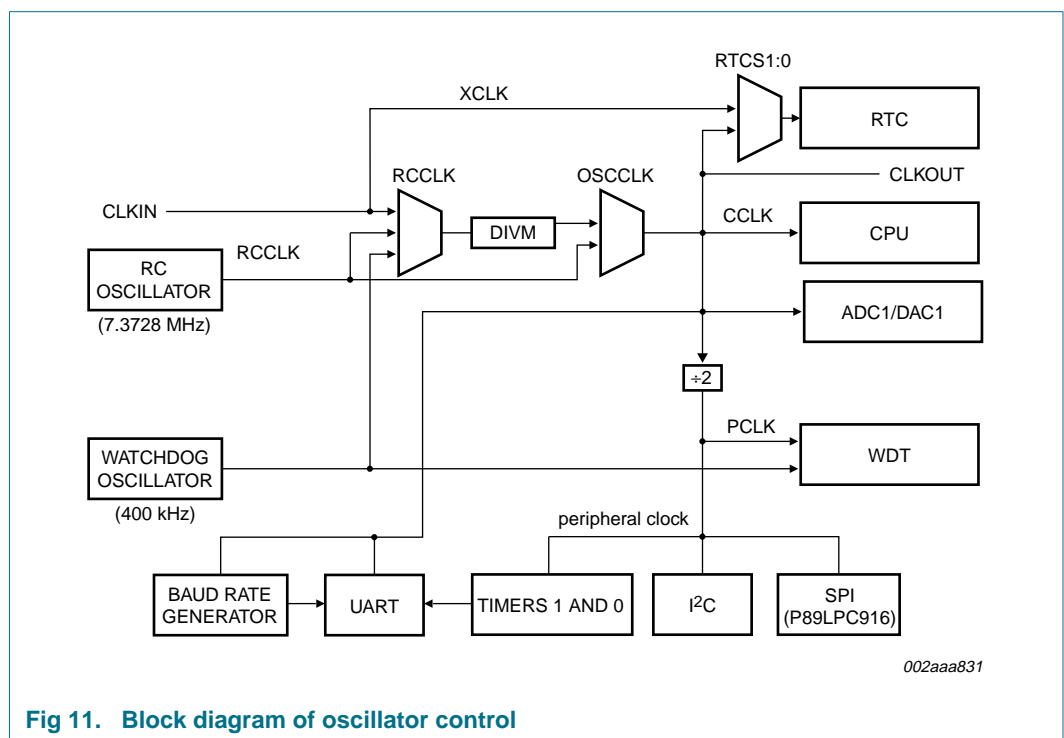 RTCS1:0
XCLK
RTC
RCCLK
OSCCLK
CLKOUT
CLKIN
DIVM
CCLK
CPU
RCCLK
RC
OSCILLATOR
(7.3728 MHz)
ADC1/DAC1
÷2
PCLK
WATCHDOG
OSCILLATOR
(400 kHz)
WDT
peripheral clock
BAUD RATE
GENERATOR
UART
TIMERS 1 AND 0
I²C
SPI
(P89LPC916)
002aaa831
Fig 11. Block diagram of oscillator control